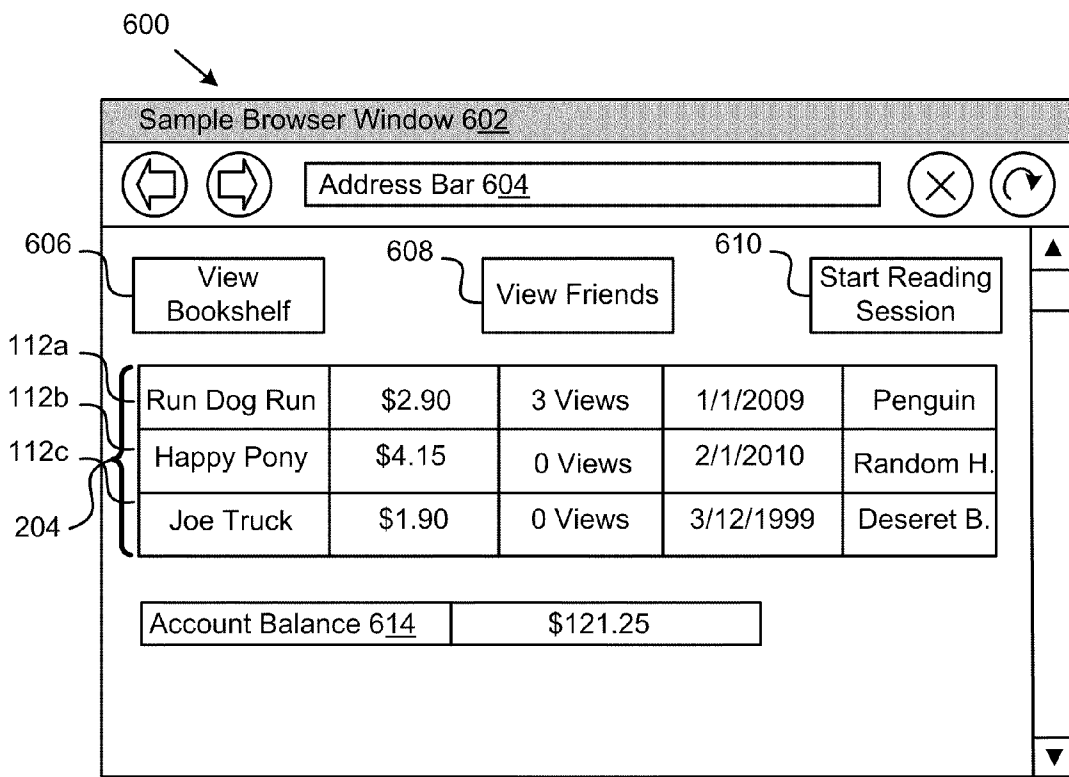 600
Sample Browser Window 602
Address Bar 604
606
608
610
View
Bookshelf
View Friends
Start Reading
Session
112a
112b
112c
204
Run Dog Run $2.90 3 Views 1/1/2009 Penguin
Happy Pony $4.15 0 Views 2/1/2010 Random H.
Joe Truck $1.90 0 Views 3/12/1999 Deseret B.
Account Balance 614 $121.25